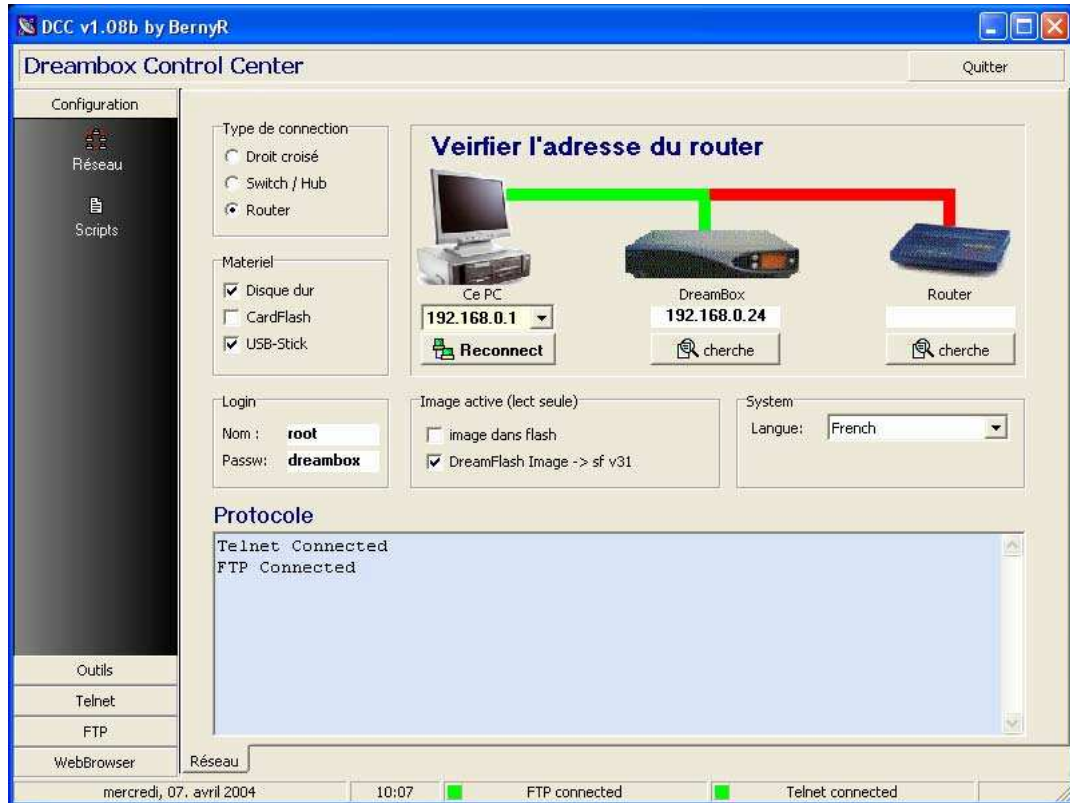 DCC v1.08b by BernyR
Dreambox Control Center
Quitter
Configuration
Réseau
Scripts
Type de connection
Droit croisé
Switch / Hub
Router
Materiel
Disque dur
CardFlash
USB-Stick
Veirfier l'adresse du router
Ce PC
DreamBox
Router
192.168.0.1
192.168.0.24
Reconnect
cherche
cherche
Login
Nom :
root
Passw:
dreambox
Image active (lect seule)
image dans flash
DreamFlash Image -> sf v31
System
Langue:
French
Protocole
Telnet Connected
FTP Connected
Outils
Telnet
FTP
WebBrowser
Réseau
mercredi, 07. avril 2004
10:07
FTP connected
Telnet connected